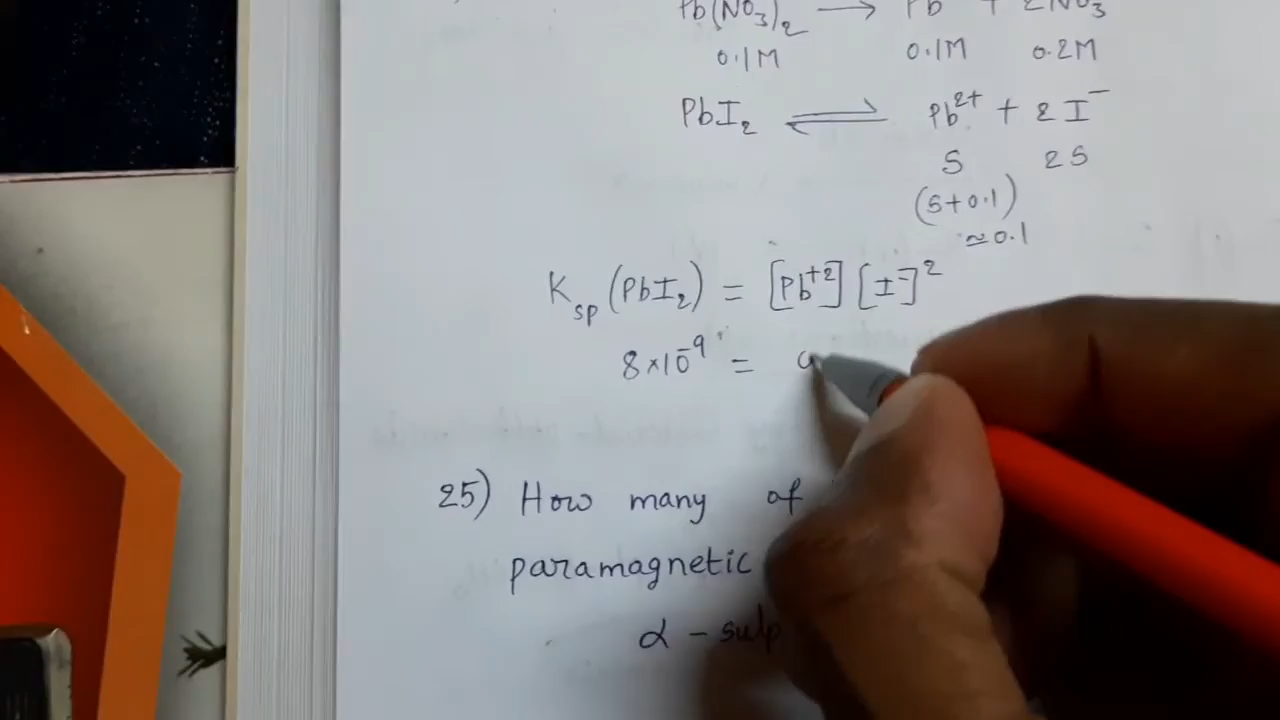 Pb(NO₃)₂ ⟶ Pb + 2NO₃
0.1M 0.1M 0.2M
PbI₂ ⇌ Pb²⁺ + 2I⁻
S 2S
(S+0.1)
≈0.1
Ksp (PbI₂) = [Pb⁺²] [I⁻]²
8×10⁻⁹ =
25) How many of
paramagnetic
α - sulp